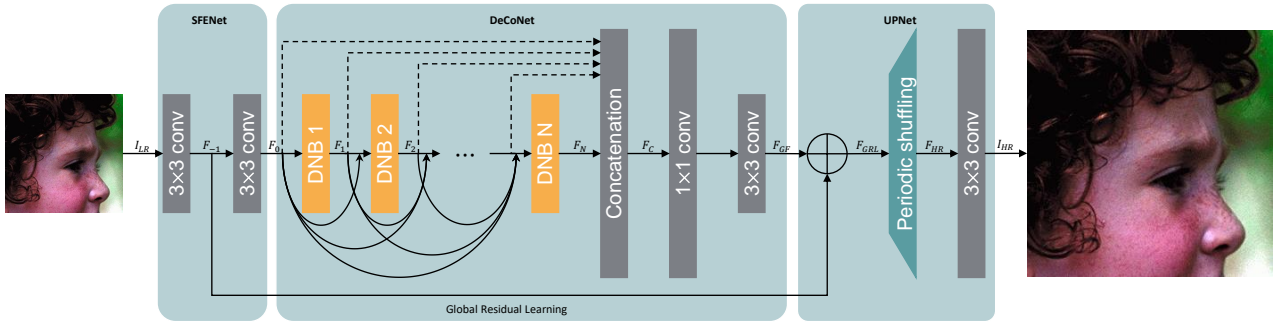 SFENet
DeCoNet
UPNet
I_LR
3×3 conv
F_−1
3×3 conv
F_0
DNB 1
F_1
DNB 2
F_2
...
DNB N
F_N
Concatenation
F_C
1×1 conv
3×3 conv
F_GF
F_GRL
Periodic shuffling
F_HR
3×3 conv
I_HR
Global Residual Learning